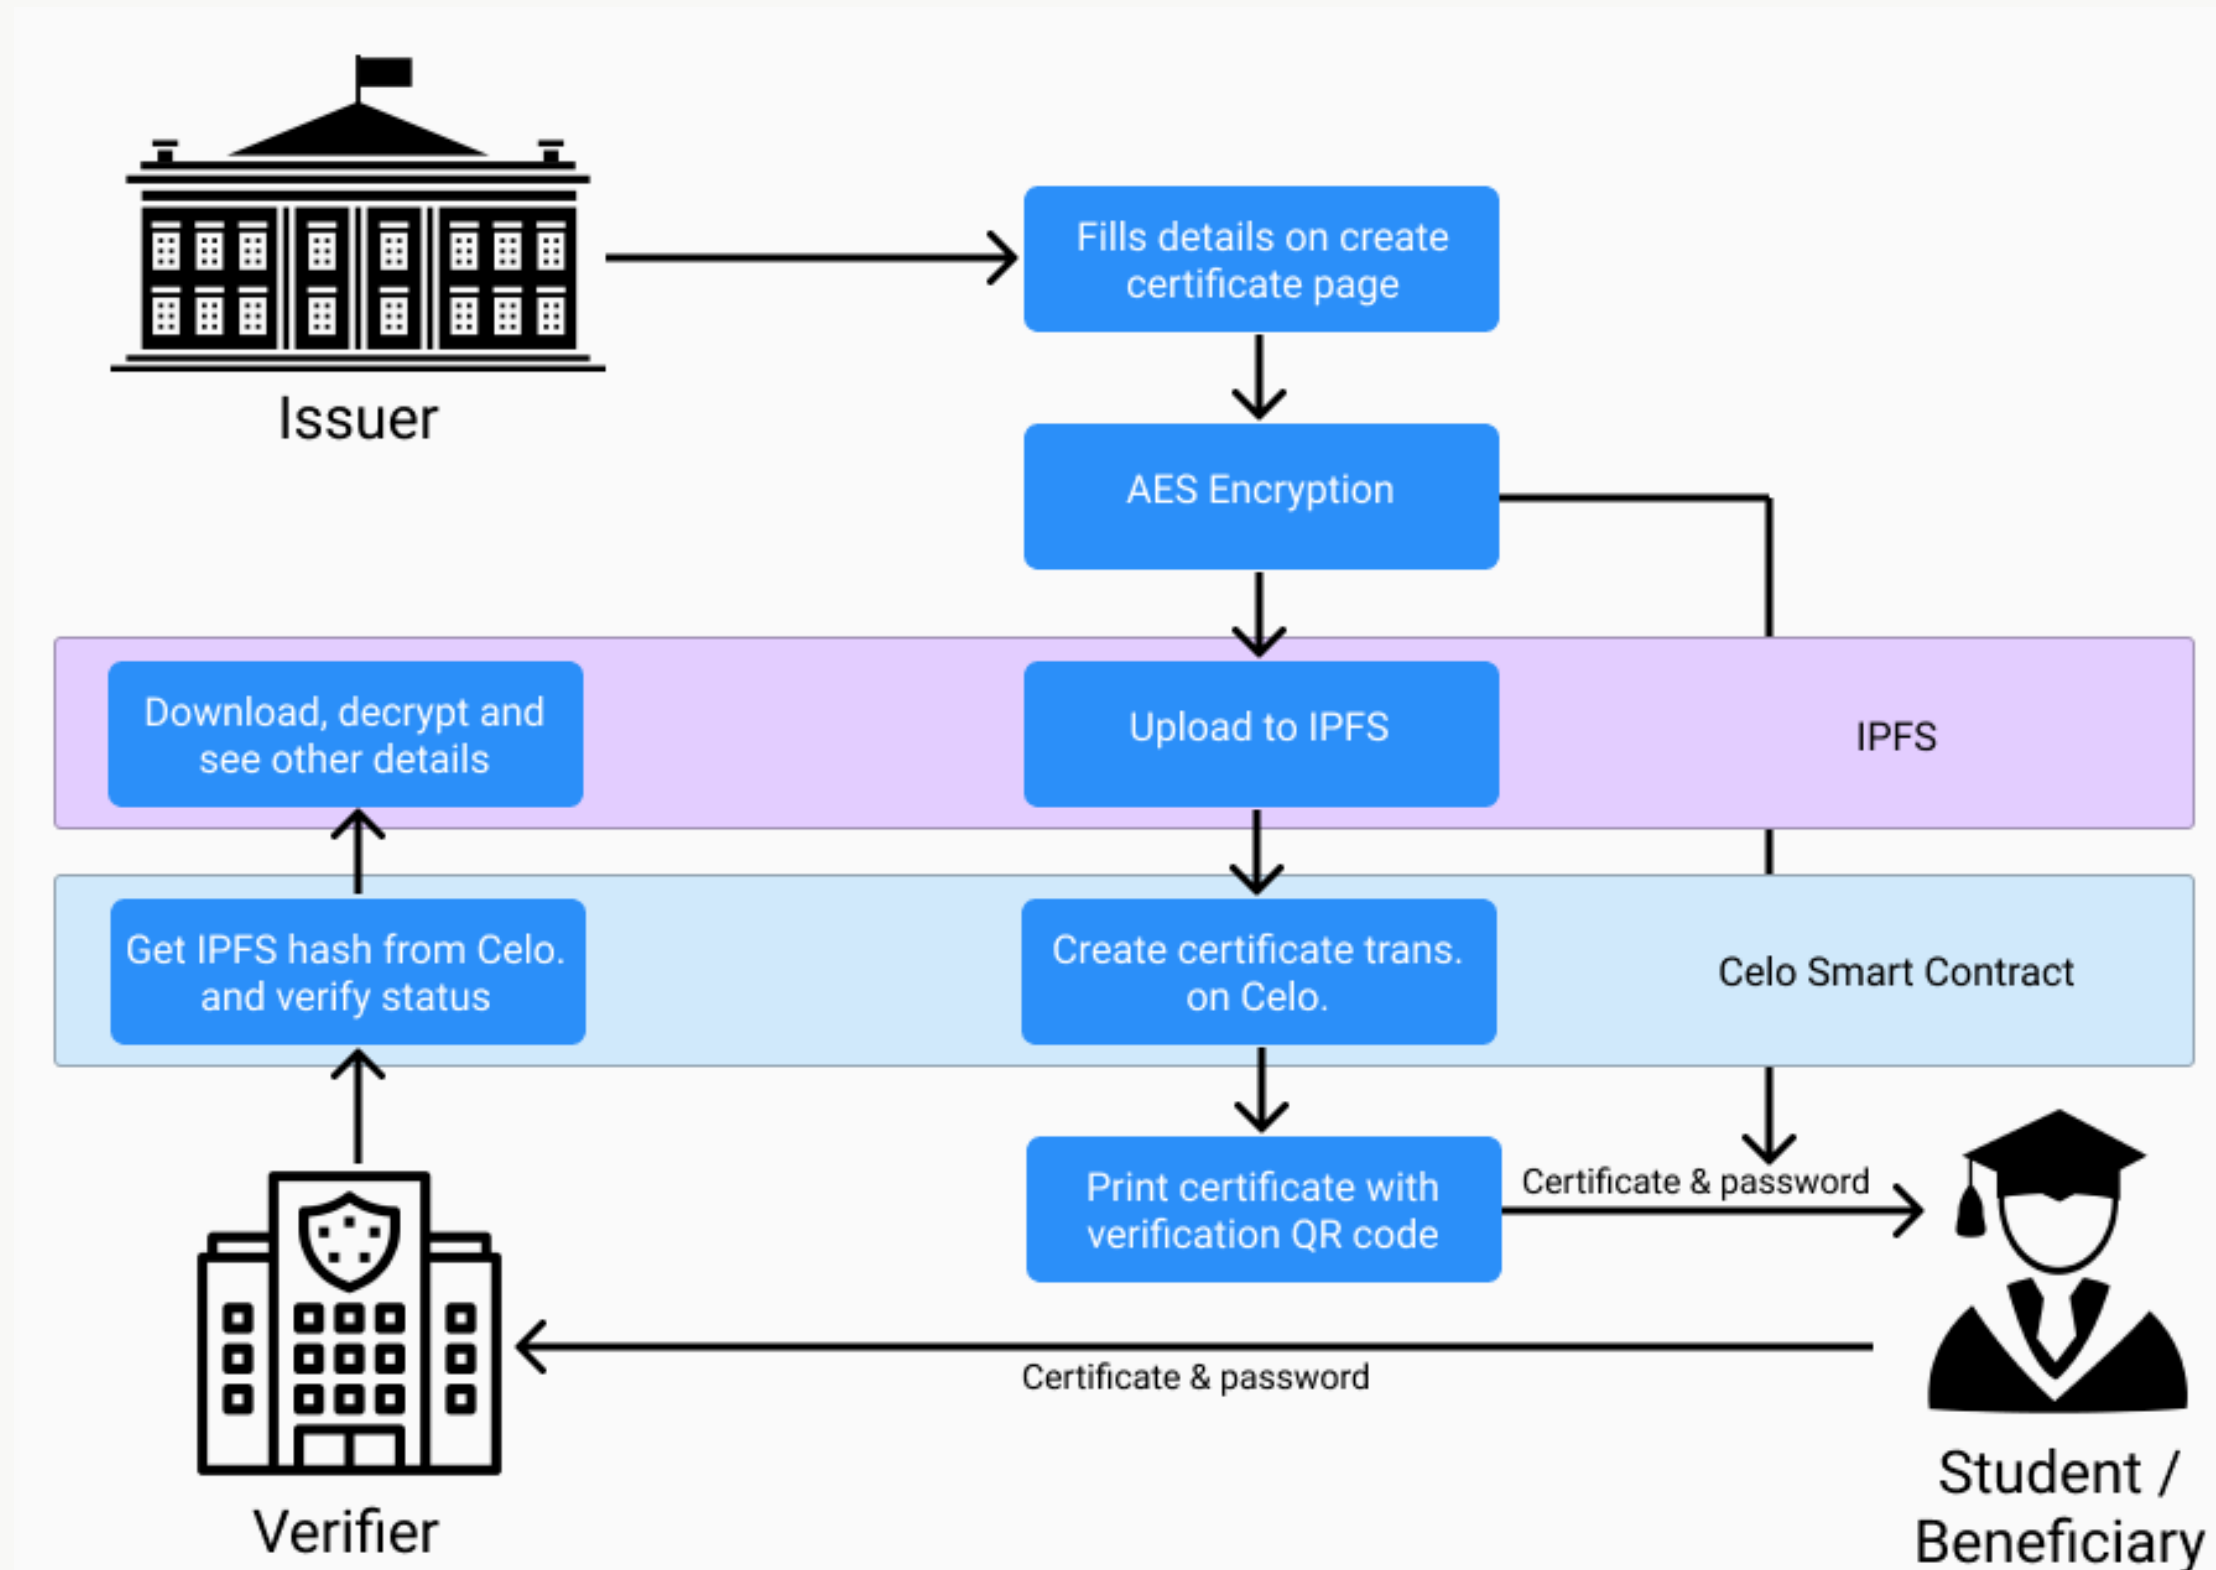 Issuer
Fills details on create
certificate page
AES Encryption
Download, decrypt and
see other details
Upload to IPFS
IPFS
Get IPFS hash from Celo.
and verify status
Create certificate trans.
on Celo.
Celo Smart Contract
Print certificate with
verification QR code
Certificate & password
Certificate & password
Verifier
Student /
Beneficiary